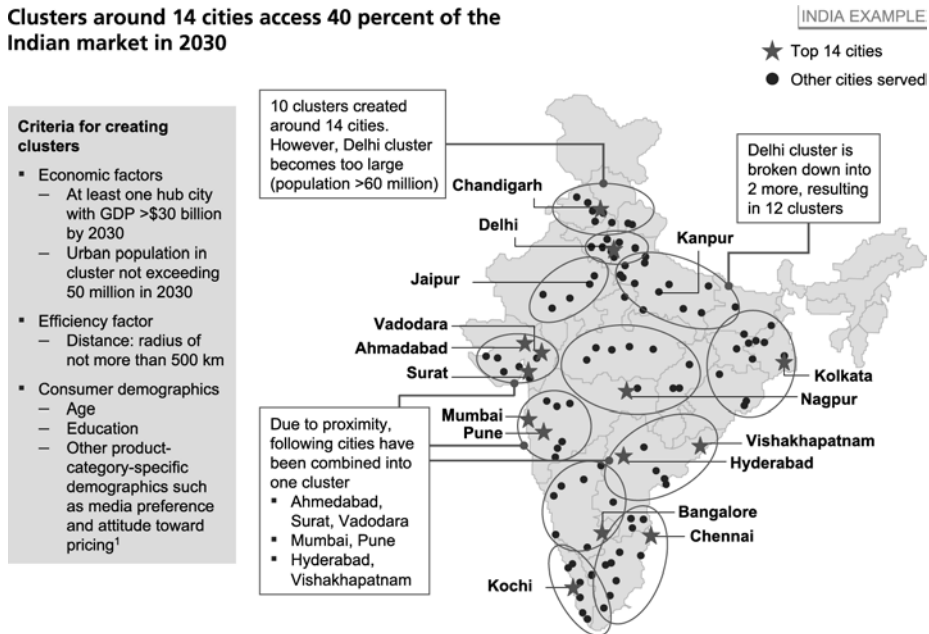 Clusters around 14 cities access 40 percent of the
Indian market in 2030
INDIA EXAMPLE
Top 14 cities
Other cities served
Criteria for creating
clusters
▪ Economic factors
— At least one hub city
with GDP >$30 billion
by 2030
— Urban population in
cluster not exceeding
50 million in 2030
▪ Efficiency factor
— Distance: radius of
not more than 500 km
▪ Consumer demographics
— Age
— Education
— Other product-
category-specific
demographics such
as media preference
and attitude toward
pricing1
10 clusters created
around 14 cities.
However, Delhi cluster
becomes too large
(population >60 million)
Delhi cluster is
broken down into
2 more, resulting
in 12 clusters
Chandigarh
Delhi
Kanpur
Jaipur
Vadodara
Ahmadabad
Surat
Kolkata
Nagpur
Mumbai
Pune
Vishakhapatnam
Hyderabad
Bangalore
Chennai
Kochi
Due to proximity,
following cities have
been combined into
one cluster
▪ Ahmedabad,
Surat, Vadodara
▪ Mumbai, Pune
▪ Hyderabad,
Vishakhapatnam